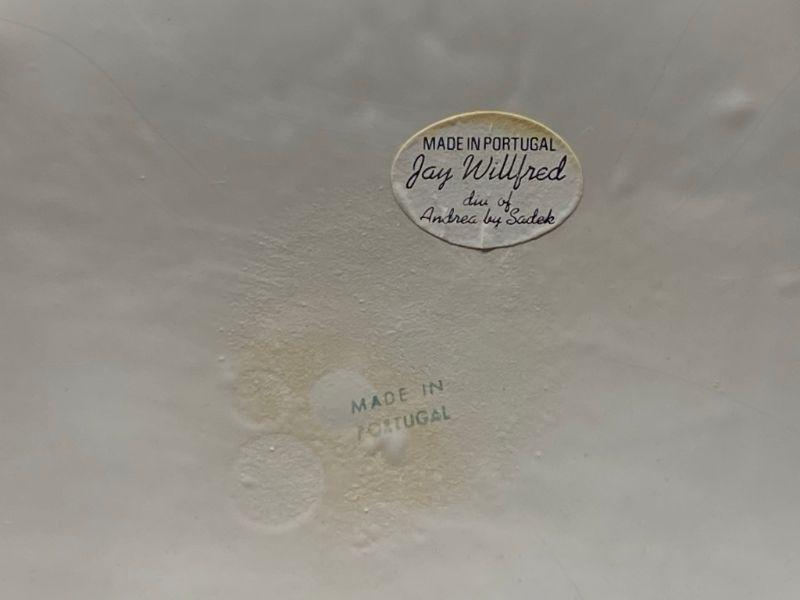 MADE IN PORTUGAL
Jay Willfred
div of
Andrea by Sadek
MADE IN
PORTUGAL